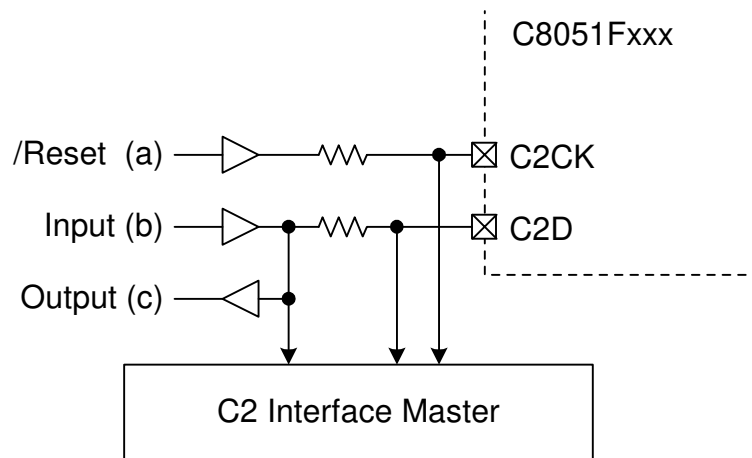 C8051Fxxx
/Reset (a)
C2CK
Input (b)
C2D
Output (c)
C2 Interface Master